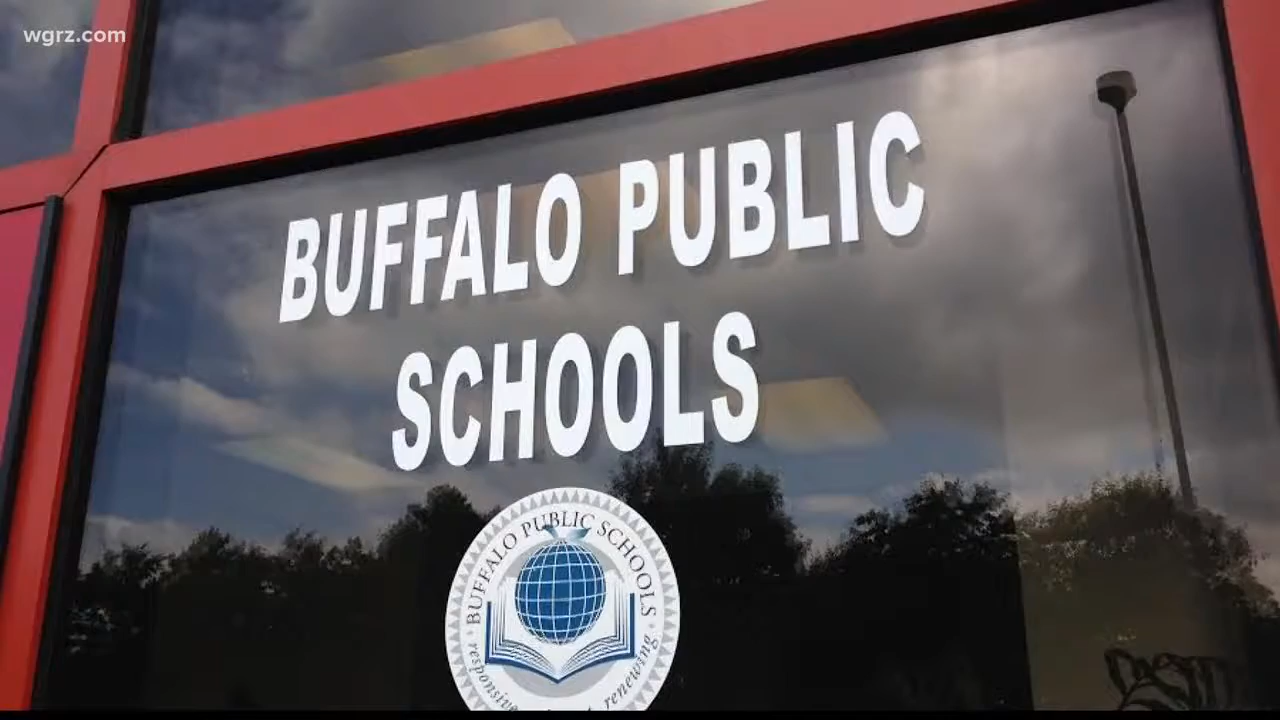 wgrz.com
BUFFALO PUBLIC
SCHOOLS
BUFFALO PUBLIC SCHOOLS
responsive
renewing